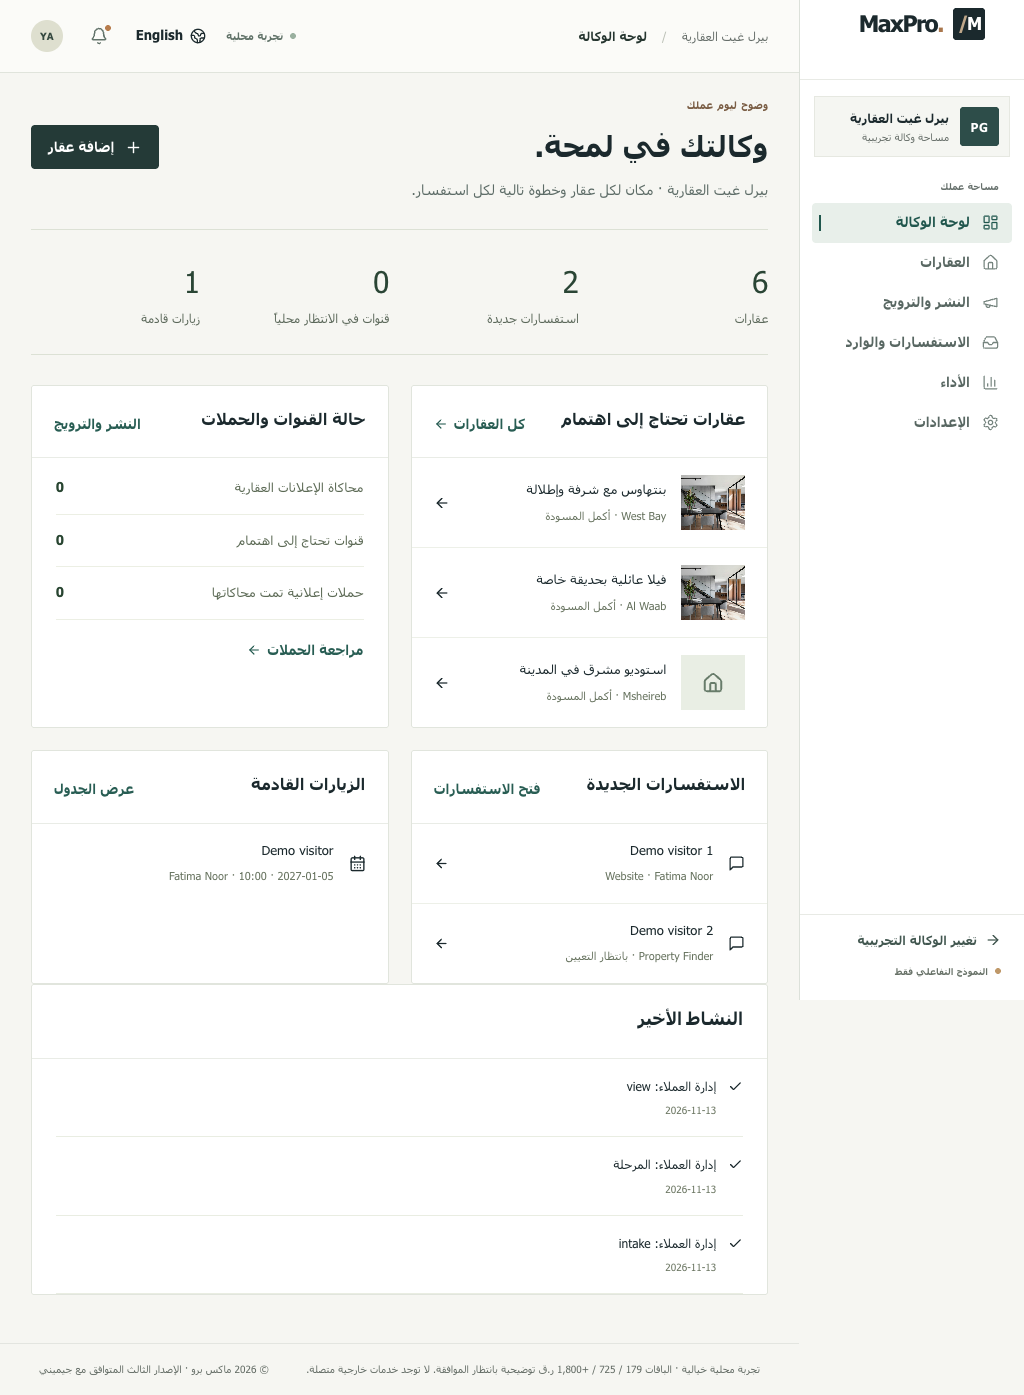 MaxPro.
/M
بيرل غيت العقارية
مساحة وكالة تجريبية
PG
مساحة عملك
لوحة الوكالة
العقارات
النشر والترويج
الاستفسارات والوارد
الأداء
الإعدادات
تغيير الوكالة التجريبية
النموذج التفاعلي فقط
بيرل غيت العقارية / لوحة الوكالة
تجربة محلية
English
YA
وضوح ليوم عملك
وكالتك في لمحة.
بيرل غيت العقارية · مكان لكل عقار وخطوة تالية لكل استفسار.
إضافة عقار
6
عقارات
2
استفسارات جديدة
0
قنوات في الانتظار محلياً
1
زيارات قادمة
عقارات تحتاج إلى اهتمام
كل العقارات
بنتهاوس مع شرفة وإطلالة
West Bay · أكمل المسودة
فيلا عائلية بحديقة خاصة
Al Waab · أكمل المسودة
استوديو مشرق في المدينة
Msheireb · أكمل المسودة
حالة القنوات والحملات
النشر والترويج
محاكاة الإعلانات العقارية 0
قنوات تحتاج إلى اهتمام 0
حملات إعلانية تمت محاكاتها 0
مراجعة الحملات
الاستفسارات الجديدة
فتح الاستفسارات
Demo visitor 1
Website · Fatima Noor
Demo visitor 2
Property Finder · بانتظار التعيين
الزيارات القادمة
عرض الجدول
Demo visitor
2027-01-05 · 10:00 · Fatima Noor
النشاط الأخير
إدارة العملاء: view
2026-11-13
إدارة العملاء: المرحلة
2026-11-13
إدارة العملاء: intake
2026-11-13
تجربة محلية خيالية · الباقات 179 / 725 / +1,800 ر.ق توضيحية بانتظار الموافقة. لا توجد خدمات خارجية متصلة.
© 2026 ماكس برو · الإصدار الثالث المتوافق مع جيميني